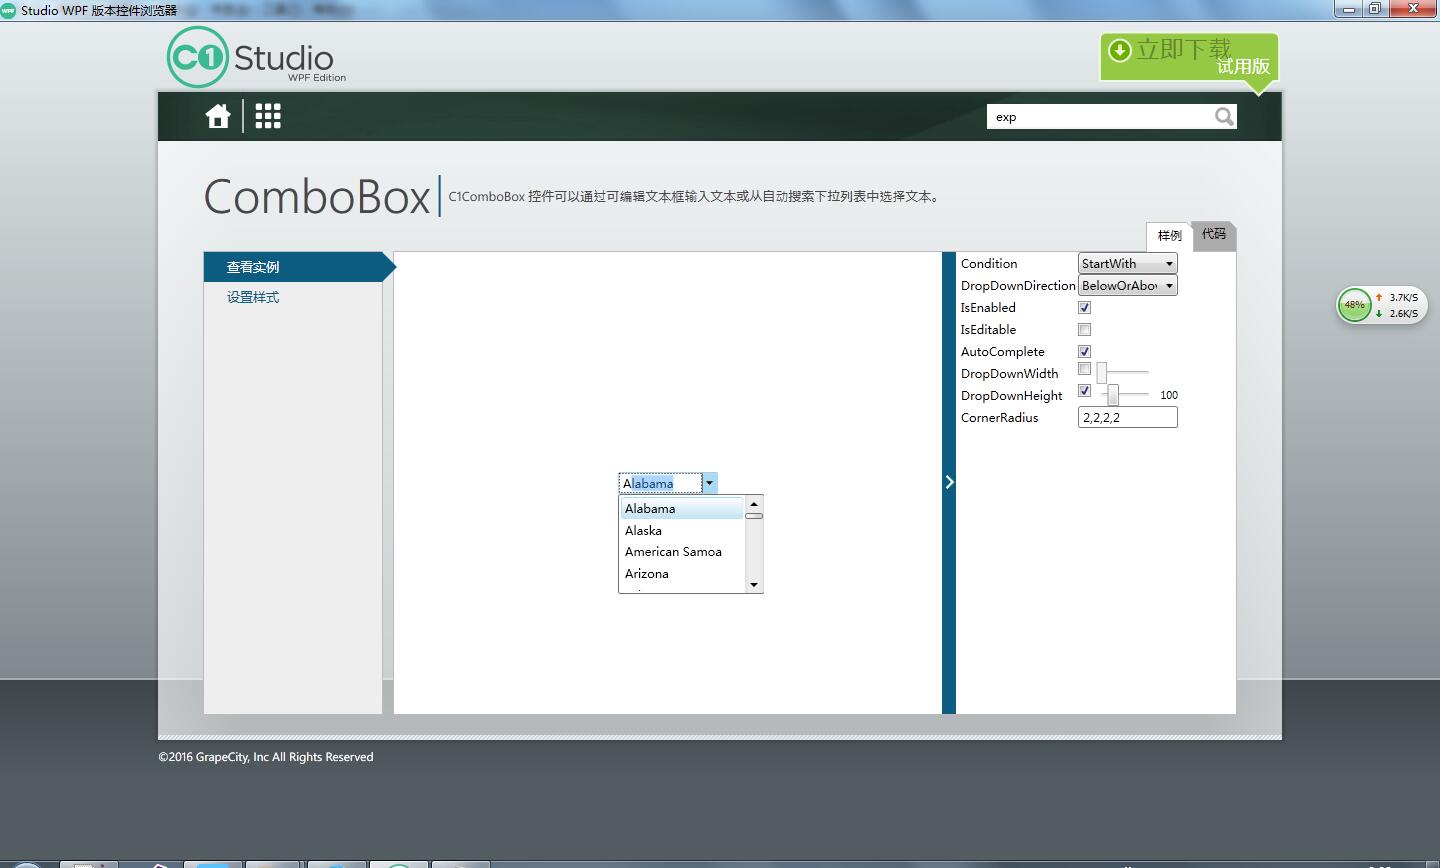 WPF Studio WPF 版本控件浏览器
C1 Studio
WPF Edition
立即下载
试用版
exp
ComboBox
C1ComboBox 控件可以通过可编辑文本框输入文本或从自动搜索下拉列表中选择文本。
样例
代码
查看实例
设置样式
Alabama
Alabama
Alaska
American Samoa
Arizona
Condition StartWith
DropDownDirection BelowOrAbov
IsEnabled
IsEditable
AutoComplete
DropDownWidth
DropDownHeight 100
CornerRadius 2,2,2,2
48%
3.7K/S
2.6K/S
©2016 GrapeCity, Inc All Rights Reserved